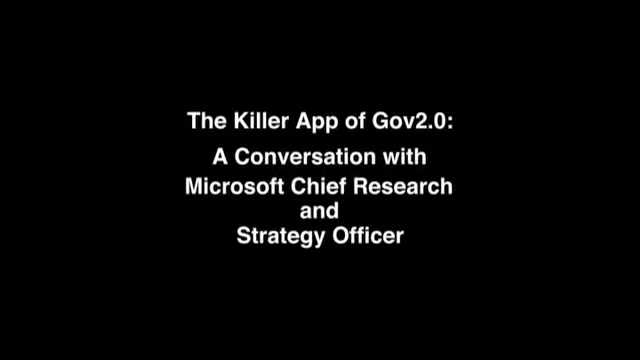 The Killer App of Gov2.0:
A Conversation with
Microsoft Chief Research
and
Strategy Officer